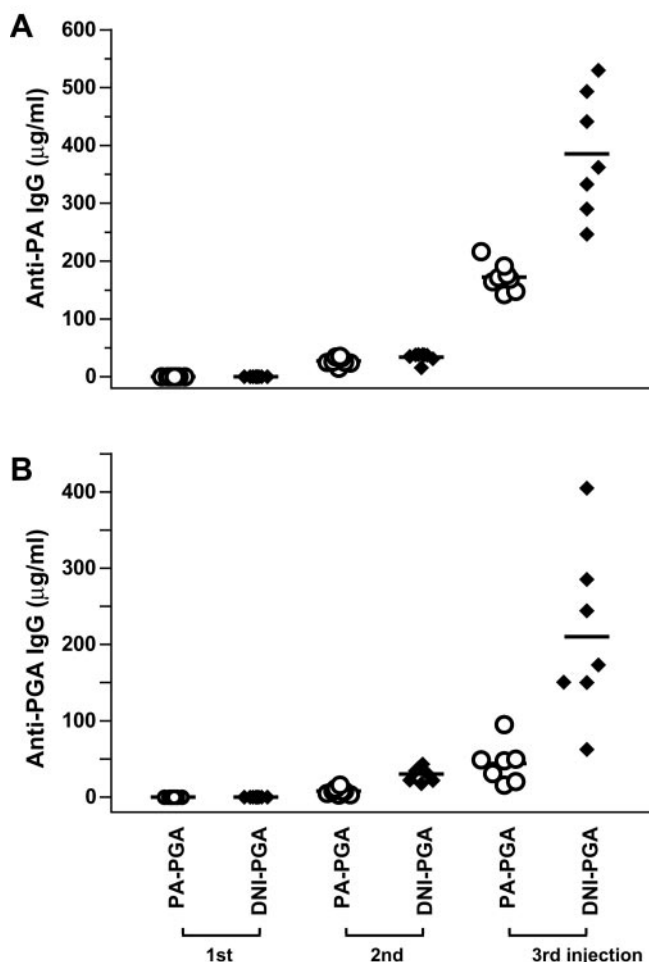 A
600
500
400
300
200
100
0
Anti-PA IgG (μg/ml)
B
400
300
200
100
0
Anti-PGA IgG (μg/ml)
PA-PGA
DNI-PGA
PA-PGA
DNI-PGA
PA-PGA
DNI-PGA
1st
2nd
3rd injection